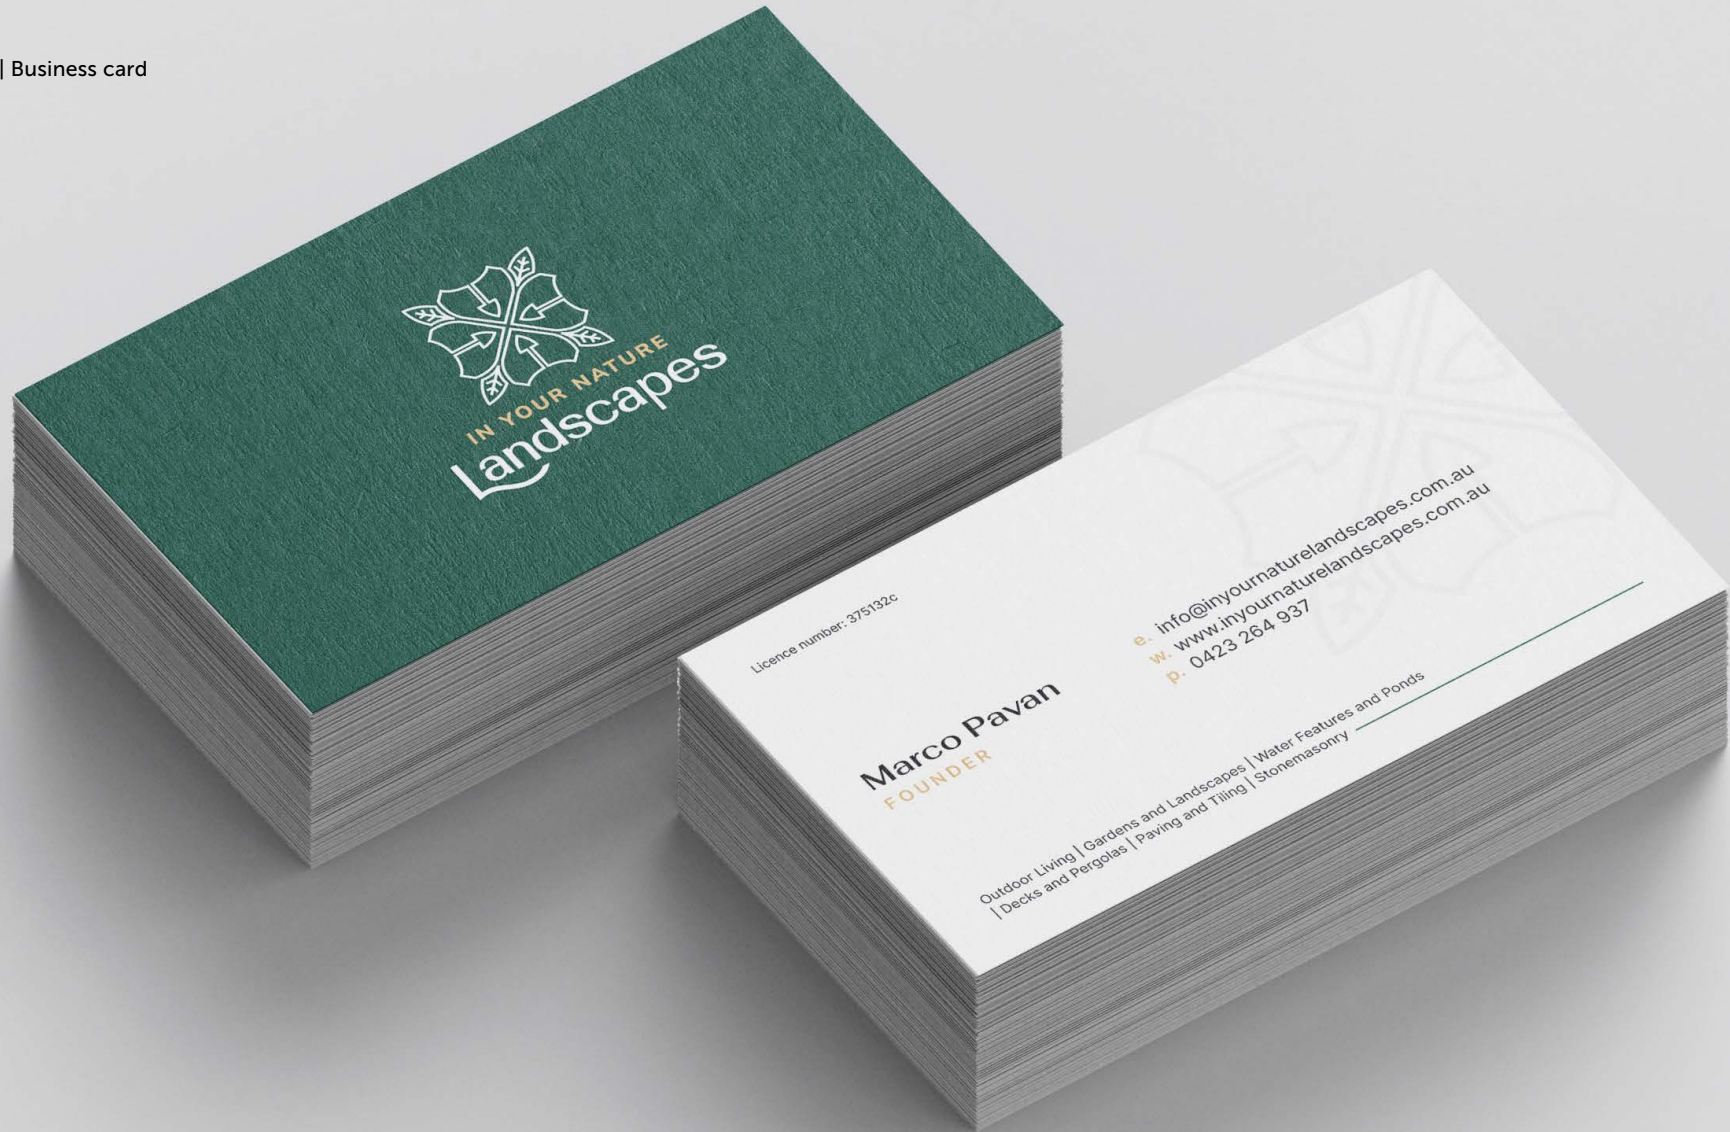 | Business card
IN YOUR NATURE
Landscapes
Licence number: 375132c
Marco Pavan
FOUNDER
e. info@inyournaturelandscapes.com.au
w. www.inyournaturelandscapes.com.au
p. 0423 264 937
Outdoor Living | Gardens and Landscapes | Water Features and Ponds
| Decks and Pergolas | Paving and Tiling | Stonemasonry